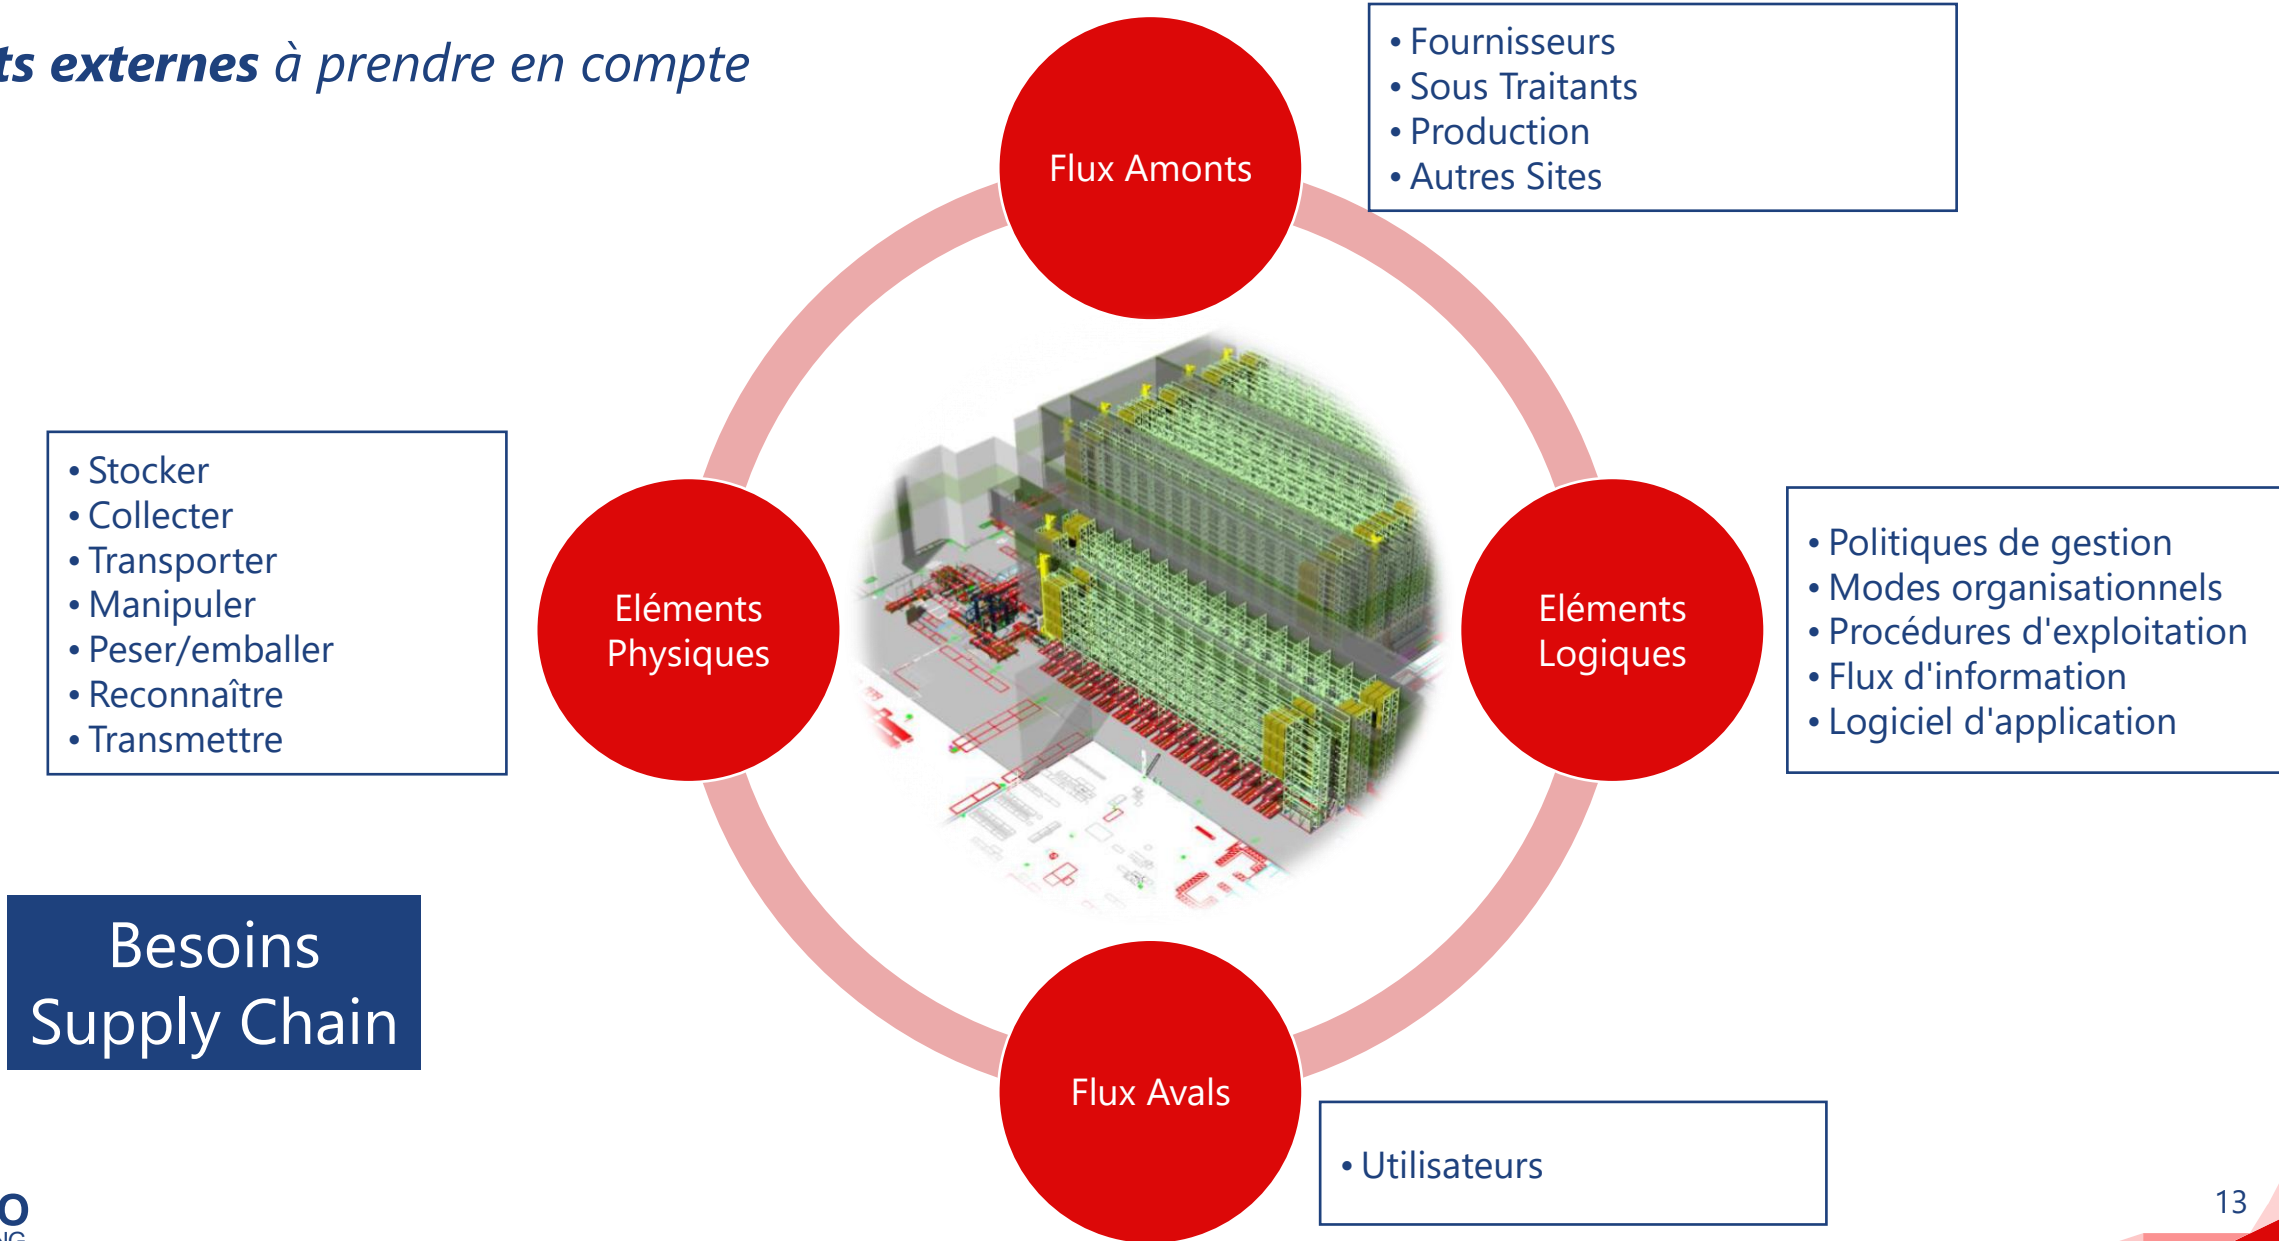 ts externes à prendre en compte
Flux Amonts
• Fournisseurs
• Sous Traitants
• Production
• Autres Sites
• Stocker
• Collecter
• Transporter
• Manipuler
• Peser/emballer
• Reconnaître
• Transmettre
Eléments
Physiques
Eléments
Logiques
• Politiques de gestion
• Modes organisationnels
• Procédures d'exploitation
• Flux d'information
• Logiciel d'application
Besoins
Supply Chain
Flux Avals
• Utilisateurs
O
NG
13